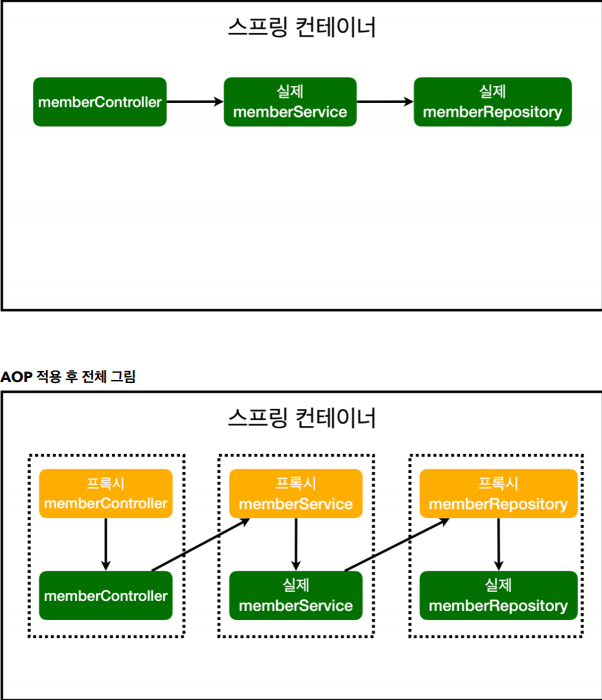 스프링 컨테이너
memberController
실제
memberService
실제
memberRepository
AOP 적용 후 전체 그림
스프링 컨테이너
프록시
memberController
프록시
memberService
프록시
memberRepository
memberController
실제
memberService
실제
memberRepository